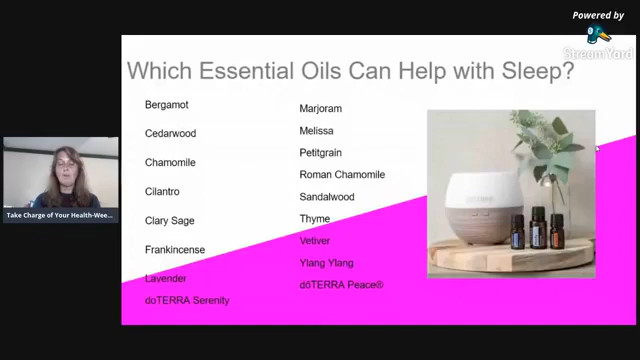 Powered by
StreamYard
Which Essential Oils Can Help with Sleep?
Bergamot
Cedarwood
Chamomile
Cilantro
Clary Sage
Frankincense
Lavender
doTERRA Serenity
Marjoram
Melissa
Petitgrain
Roman Chamomile
Sandalwood
Thyme
Vetiver
Ylang Ylang
dōTERRA Peace®
Take Charge of Your Health-Wee...